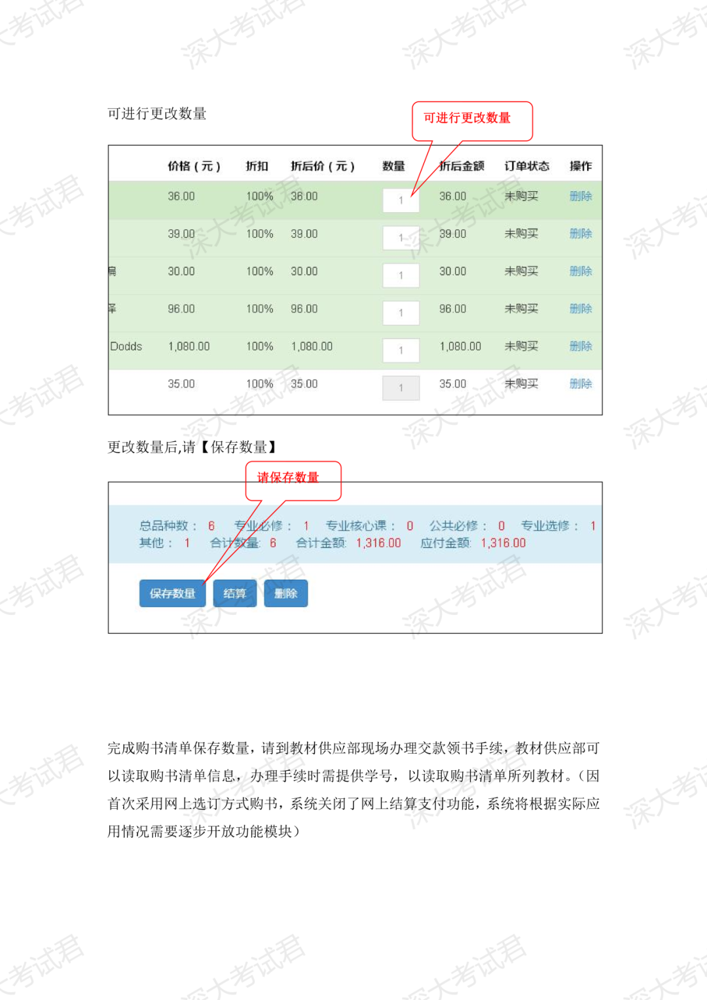 可进行更改数量
可进行更改数量
价格（元） 折扣 折后价（元） 数量 折后金额 订单状态 操作
36.00 100% 36.00 1 36.00 未购买 删除
39.00 100% 39.00 1 39.00 未购买 删除
30.00 100% 30.00 1 30.00 未购买 删除
96.00 100% 96.00 1 96.00 未购买 删除
Dodds 1,080.00 100% 1,080.00 1 1,080.00 未购买 删除
35.00 100% 35.00 1 35.00 未购买 删除
更改数量后,请【保存数量】
请保存数量
总品种数： 6 专业必修： 1 专业核心课： 0 公共必修： 0 专业选修： 1
其他： 1 合计数量: 6 合计金额: 1,316.00 应付金额: 1,316.00
保存数量 结算 删除
完成购书清单保存数量，请到教材供应部现场办理交款领书手续，教材供应部可
以读取购书清单信息，办理手续时需提供学号，以读取购书清单所列教材。（因
首次采用网上选订方式购书，系统关闭了网上结算支付功能，系统将根据实际应
用情况需要逐步开放功能模块）
深大考试君